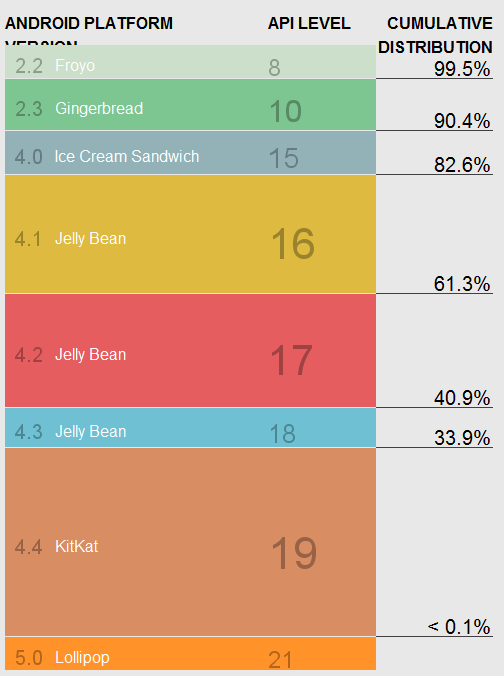 ANDROID PLATFORM VERSION API LEVEL CUMULATIVE DISTRIBUTION
2.2 Froyo 8 99.5%
2.3 Gingerbread 10 90.4%
4.0 Ice Cream Sandwich 15 82.6%
4.1 Jelly Bean 16 61.3%
4.2 Jelly Bean 17 40.9%
4.3 Jelly Bean 18 33.9%
4.4 KitKat 19 < 0.1%
5.0 Lollipop 21